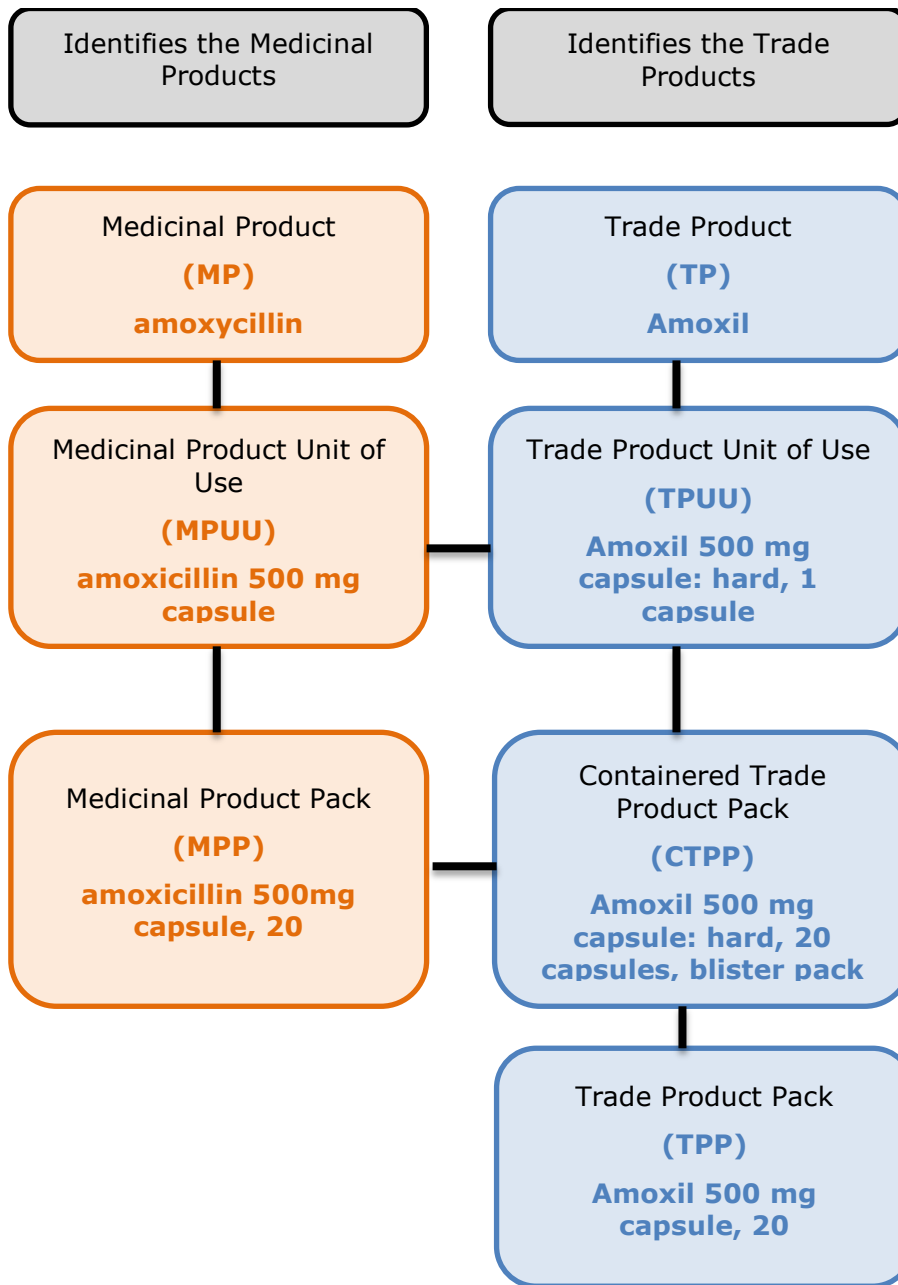 Identifies the Medicinal
Products
Identifies the Trade
Products
Medicinal Product
(MP)
amoxycillin
Trade Product
(TP)
Amoxil
Medicinal Product Unit of
Use
(MPUU)
amoxicillin 500 mg
capsule
Trade Product Unit of Use
(TPUU)
Amoxil 500 mg
capsule: hard, 1
capsule
Medicinal Product Pack
(MPP)
amoxicillin 500mg
capsule, 20
Containered Trade
Product Pack
(CTPP)
Amoxil 500 mg
capsule: hard, 20
capsules, blister pack
Trade Product Pack
(TPP)
Amoxil 500 mg
capsule, 20